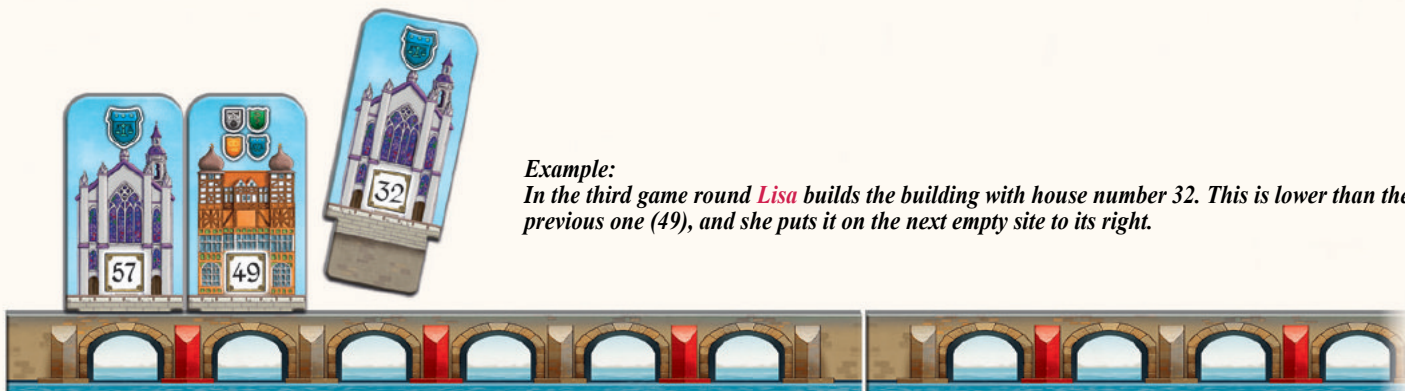 32
57
49
Example:
In the third game round Lisa builds the building with house number 32. This is lower than the
previous one (49), and she puts it on the next empty site to its right.